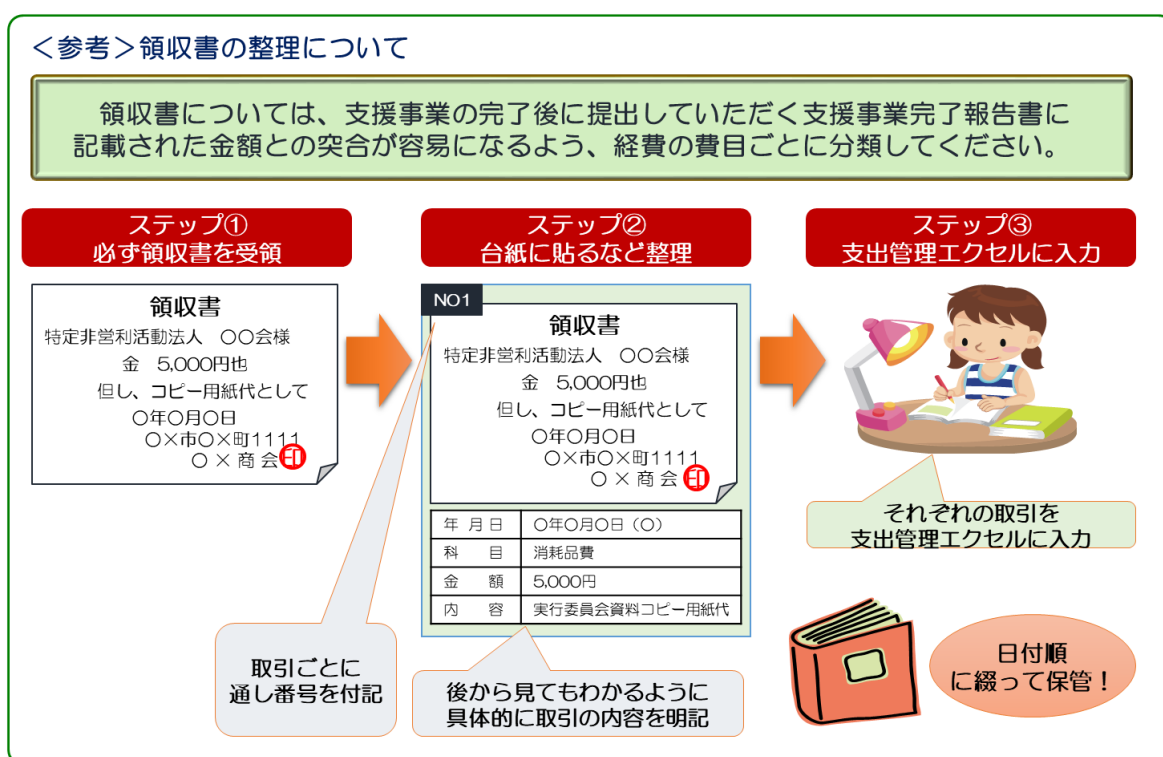 ＜参考＞領収書の整理について
領収書については、支援事業の完了後に提出していただく支援事業完了報告書に
記載された金額との突合が容易になるよう、経費の費目ごとに分類してください。
ステップ①
必ず領収書を受領
領収書
特定非営利活動法人　〇〇会様
金　5,000円也
但し、コピー用紙代として
〇年〇月〇日
〇×市〇×町1111
〇 × 商 会 印
ステップ②
台紙に貼るなど整理
NO1
領収書
特定非営利活動法人　〇〇会様
金　5,000円也
但し、コピー用紙代として
〇年〇月〇日
〇×市〇×町1111
〇 × 商 会 印
年 月 日　〇年〇月〇日（〇）
科　　目　消耗品費
金　　額　5,000円
内　　容　実行委員会資料コピー用紙代
取引ごとに
通し番号を付記
後から見てもわかるように
具体的に取引の内容を明記
ステップ③
支出管理エクセルに入力
それぞれの取引を
支出管理エクセルに入力
日付順
に綴って保管！